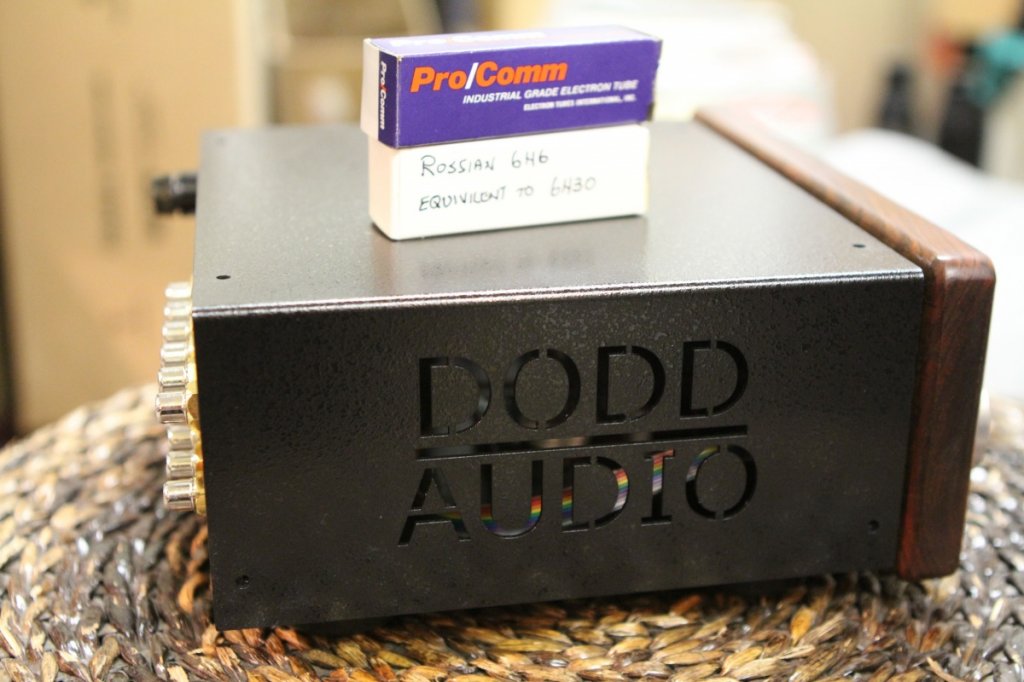 Pro/Comm
Pro/Comm
INDUSTRIAL GRADE ELECTRON TUBE
ELECTRON TUBES INTERNATIONAL, INC.
ROSSIAN 6H6
EQUIVILENT TO 6H30
DODD
AUDIO